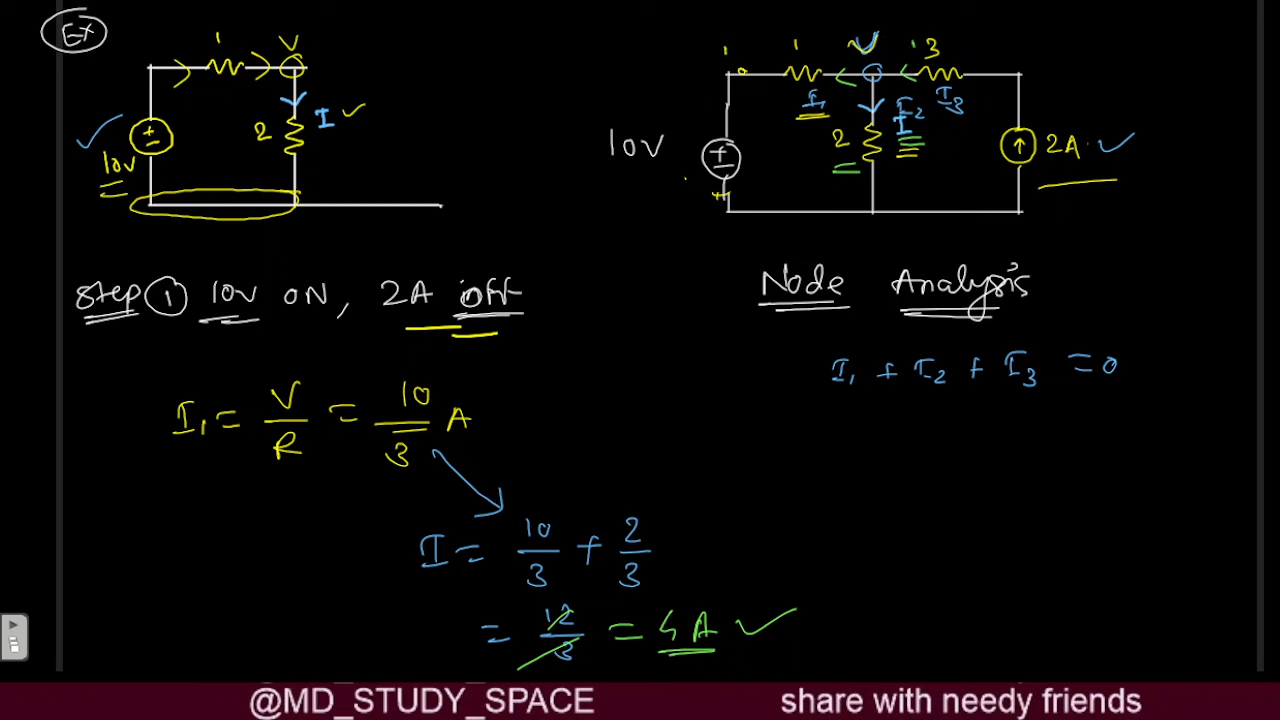 Ex
1 V
2 I
10V
1 1 V 1 3
I1 I2 I3
I
10V 2 2A
step ① 10V ON, 2A off
Node Analysis
I1 + I2 + I3 = 0
I1 = V/R = 10/3 A
I = 10/3 + 2/3
= 12/3 = 4A
@MD_STUDY_SPACE share with needy friends